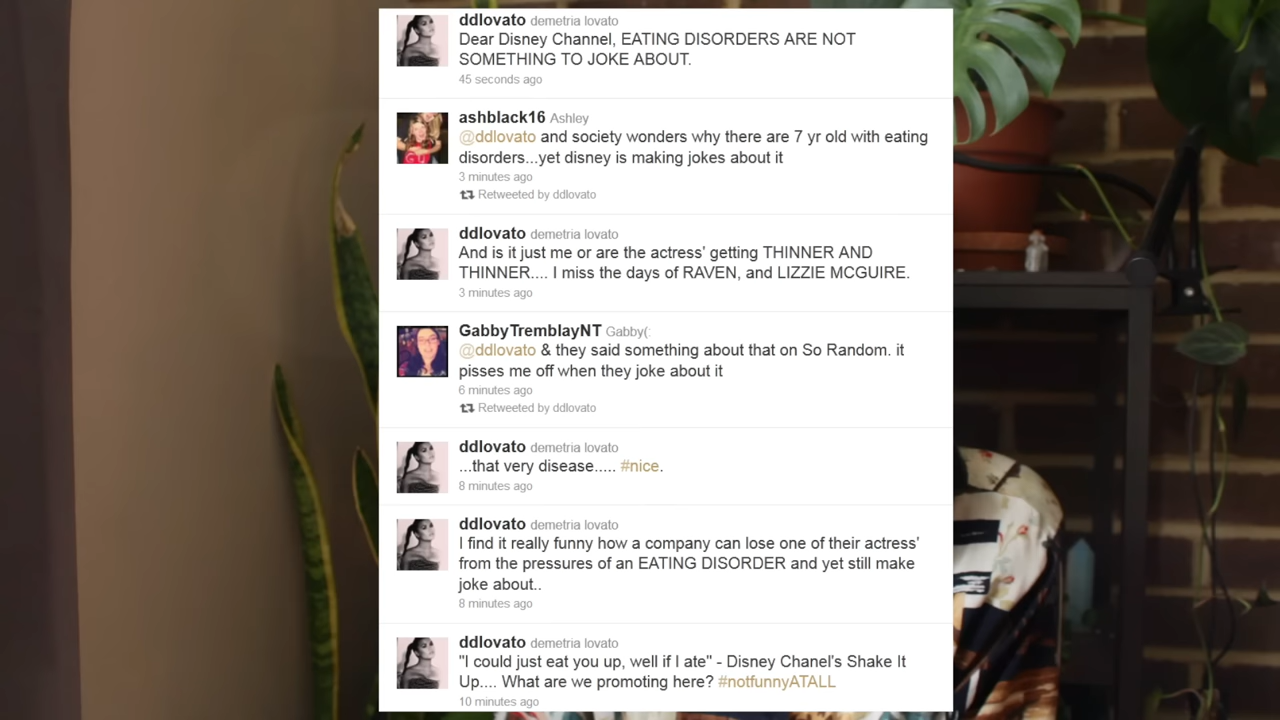 ddlovato demetria lovato
Dear Disney Channel, EATING DISORDERS ARE NOT
SOMETHING TO JOKE ABOUT.
45 seconds ago
ashblack16 Ashley
@ddlovato and society wonders why there are 7 yr old with eating
disorders...yet disney is making jokes about it
3 minutes ago
Retweeted by ddlovato
ddlovato demetria lovato
And is it just me or are the actress' getting THINNER AND
THINNER.... I miss the days of RAVEN, and LIZZIE MCGUIRE.
3 minutes ago
GabbyTremblayNT Gabby(:
@ddlovato & they said something about that on So Random. it
pisses me off when they joke about it
6 minutes ago
Retweeted by ddlovato
ddlovato demetria lovato
...that very disease..... #nice.
8 minutes ago
ddlovato demetria lovato
I find it really funny how a company can lose one of their actress'
from the pressures of an EATING DISORDER and yet still make
joke about..
8 minutes ago
ddlovato demetria lovato
"I could just eat you up, well if I ate" - Disney Chanel's Shake It
Up.... What are we promoting here? #notfunnyATALL
10 minutes ago